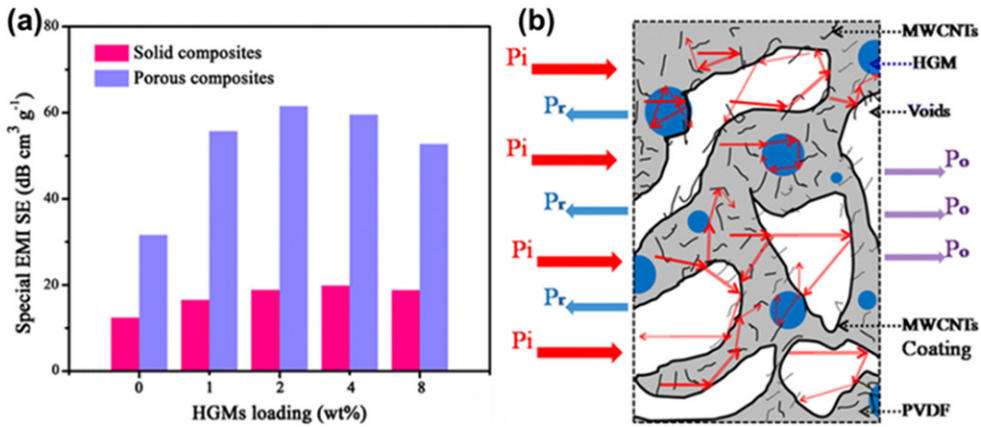 (a)
80
60
40
20
0
Special EMI SE (dB cm³ g⁻¹)
Solid composites
Porous composites
0 1 2 4 8
HGMs loading (wt%)
(b)
Pi
Pr
Pi
Pr
Pi
Pr
Pi
MWCNTs
HGM
Voids
Po
Po
Po
MWCNTs
Coating
PVDF